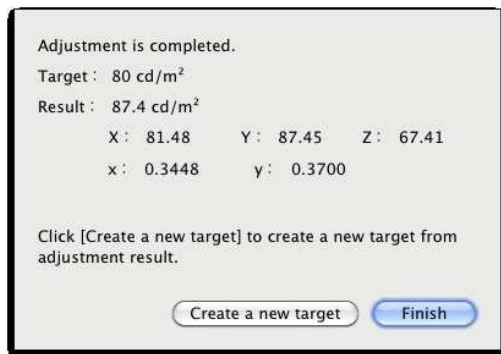 Adjustment is completed.
Target : 80 cd/m²
Result : 87.4 cd/m²
X : 81.48 Y : 87.45 Z : 67.41
x : 0.3448 y : 0.3700
Click [Create a new target] to create a new target from
adjustment result.
Create a new target Finish